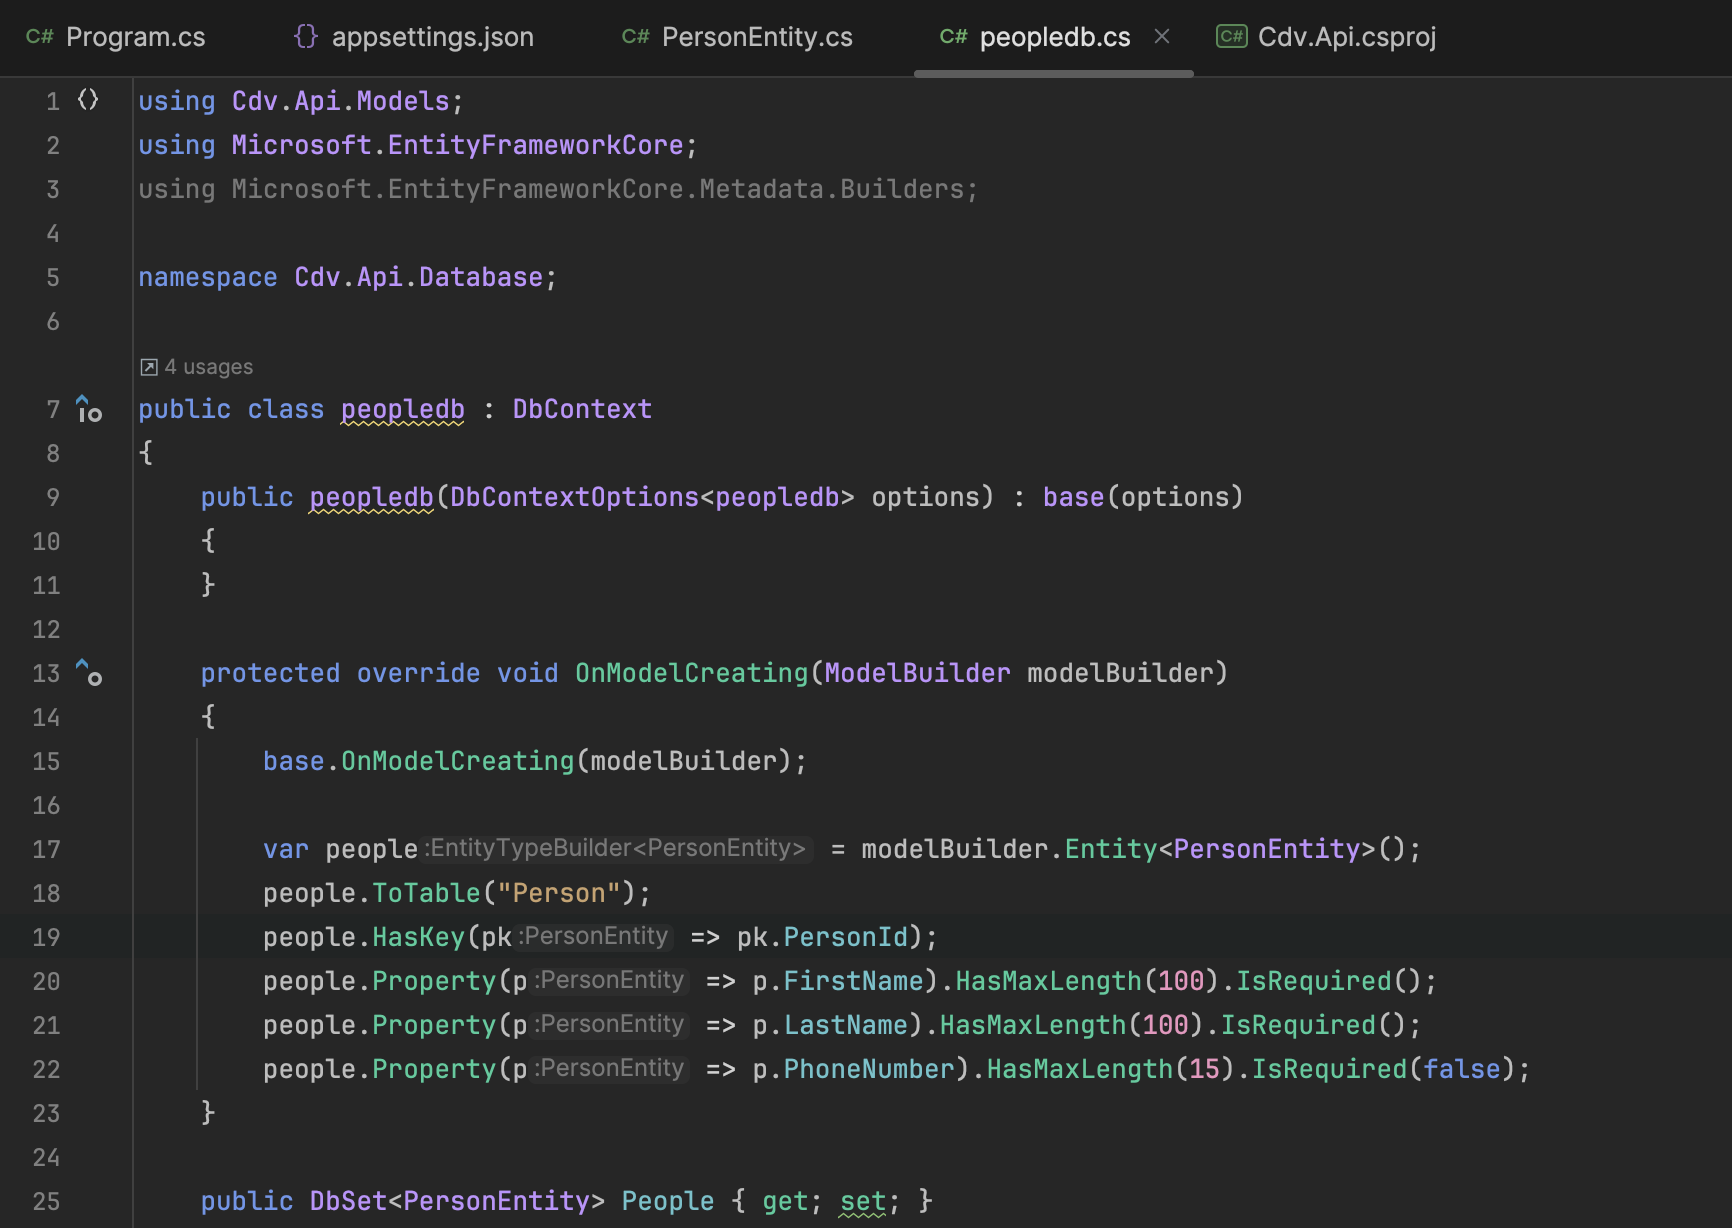 C# Program.cs {} appsettings.json C# PersonEntity.cs C# peopledb.cs × C# Cdv.Api.csproj
1 {} using Cdv.Api.Models;
2 using Microsoft.EntityFrameworkCore;
3 using Microsoft.EntityFrameworkCore.Metadata.Builders;
4
5 namespace Cdv.Api.Database;
6
4 usages
7 public class peopledb : DbContext
8 {
9 public peopledb(DbContextOptions<peopledb> options) : base(options)
10 {
11 }
12
13 protected override void OnModelCreating(ModelBuilder modelBuilder)
14 {
15 base.OnModelCreating(modelBuilder);
16
17 var people :EntityTypeBuilder<PersonEntity> = modelBuilder.Entity<PersonEntity>();
18 people.ToTable("Person");
19 people.HasKey(pk :PersonEntity => pk.PersonId);
20 people.Property(p :PersonEntity => p.FirstName).HasMaxLength(100).IsRequired();
21 people.Property(p :PersonEntity => p.LastName).HasMaxLength(100).IsRequired();
22 people.Property(p :PersonEntity => p.PhoneNumber).HasMaxLength(15).IsRequired(false);
23 }
24
25 public DbSet<PersonEntity> People { get; set; }